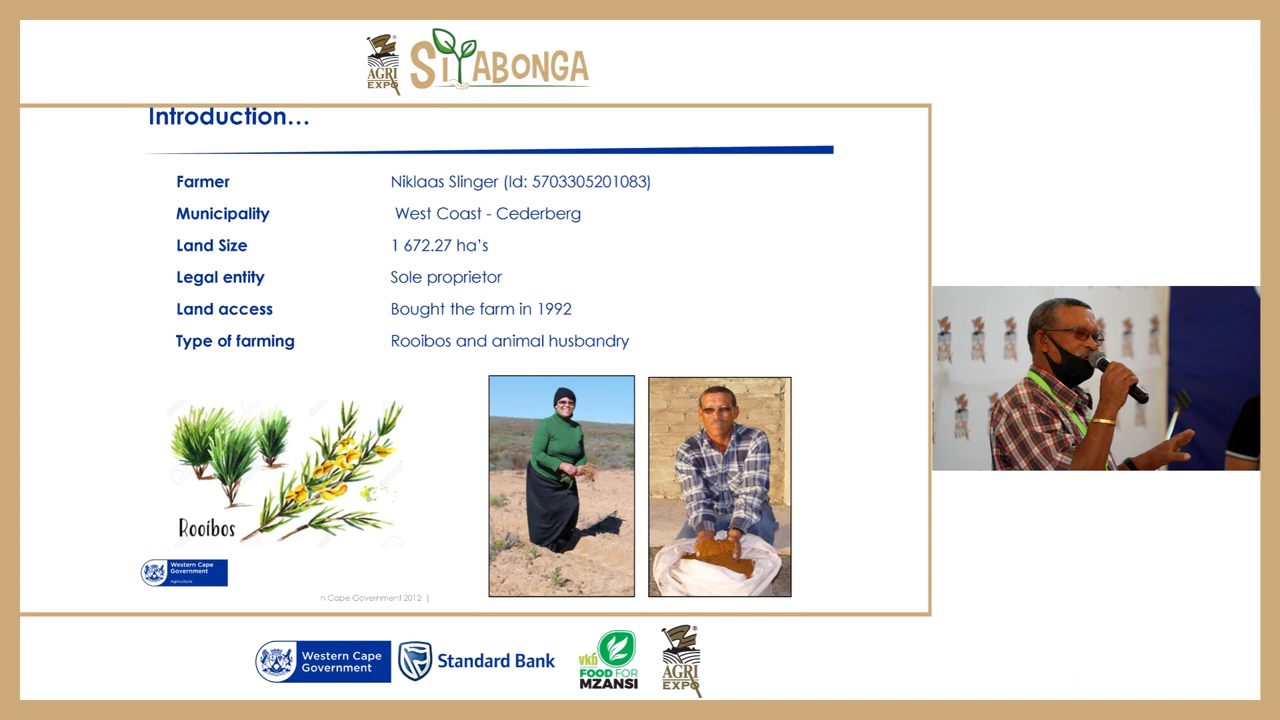 AGRI
EXPO
SIYABONGA
Introduction...
Farmer Niklaas Slinger (Id: 5703305201083)
Municipality West Coast - Cederberg
Land Size 1 672.27 ha's
Legal entity Sole proprietor
Land access Bought the farm in 1992
Type of farming Rooibos and animal husbandry
Rooibos
Western Cape
Government
Agriculture
n Cape Government 2012 |
Western Cape
Government
Standard Bank
vkb
FOOD FOR
MZANSI
AGRI
EXPO